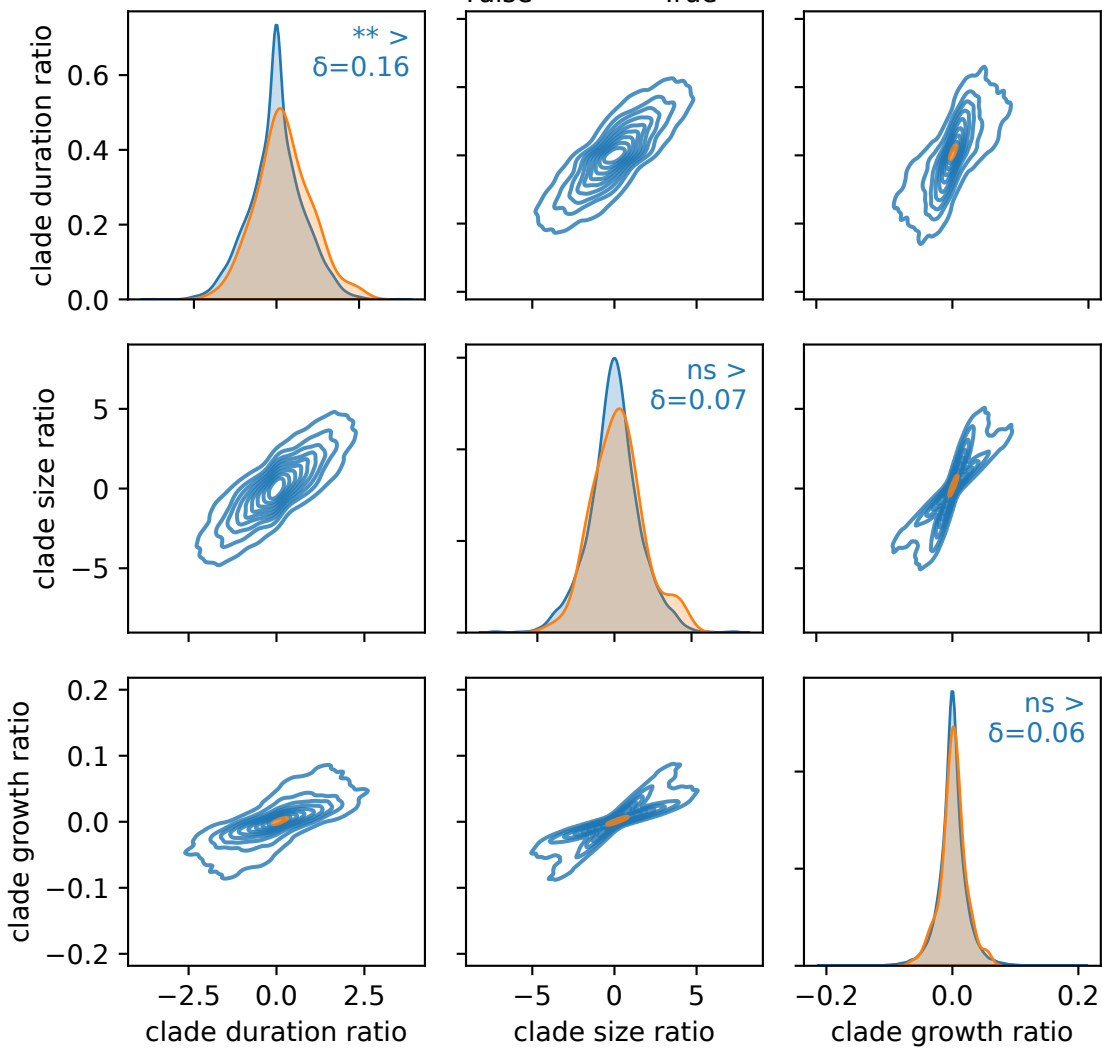 ** >
δ=0.16
clade duration ratio
0.6
0.4
0.2
0.0
ns >
δ=0.07
clade size ratio
5
0
−5
ns >
δ=0.06
clade growth ratio
0.2
0.1
0.0
−0.1
−0.2
−2.5 0.0 2.5
−5 0 5
−0.2 0.0 0.2
clade duration ratio
clade size ratio
clade growth ratio